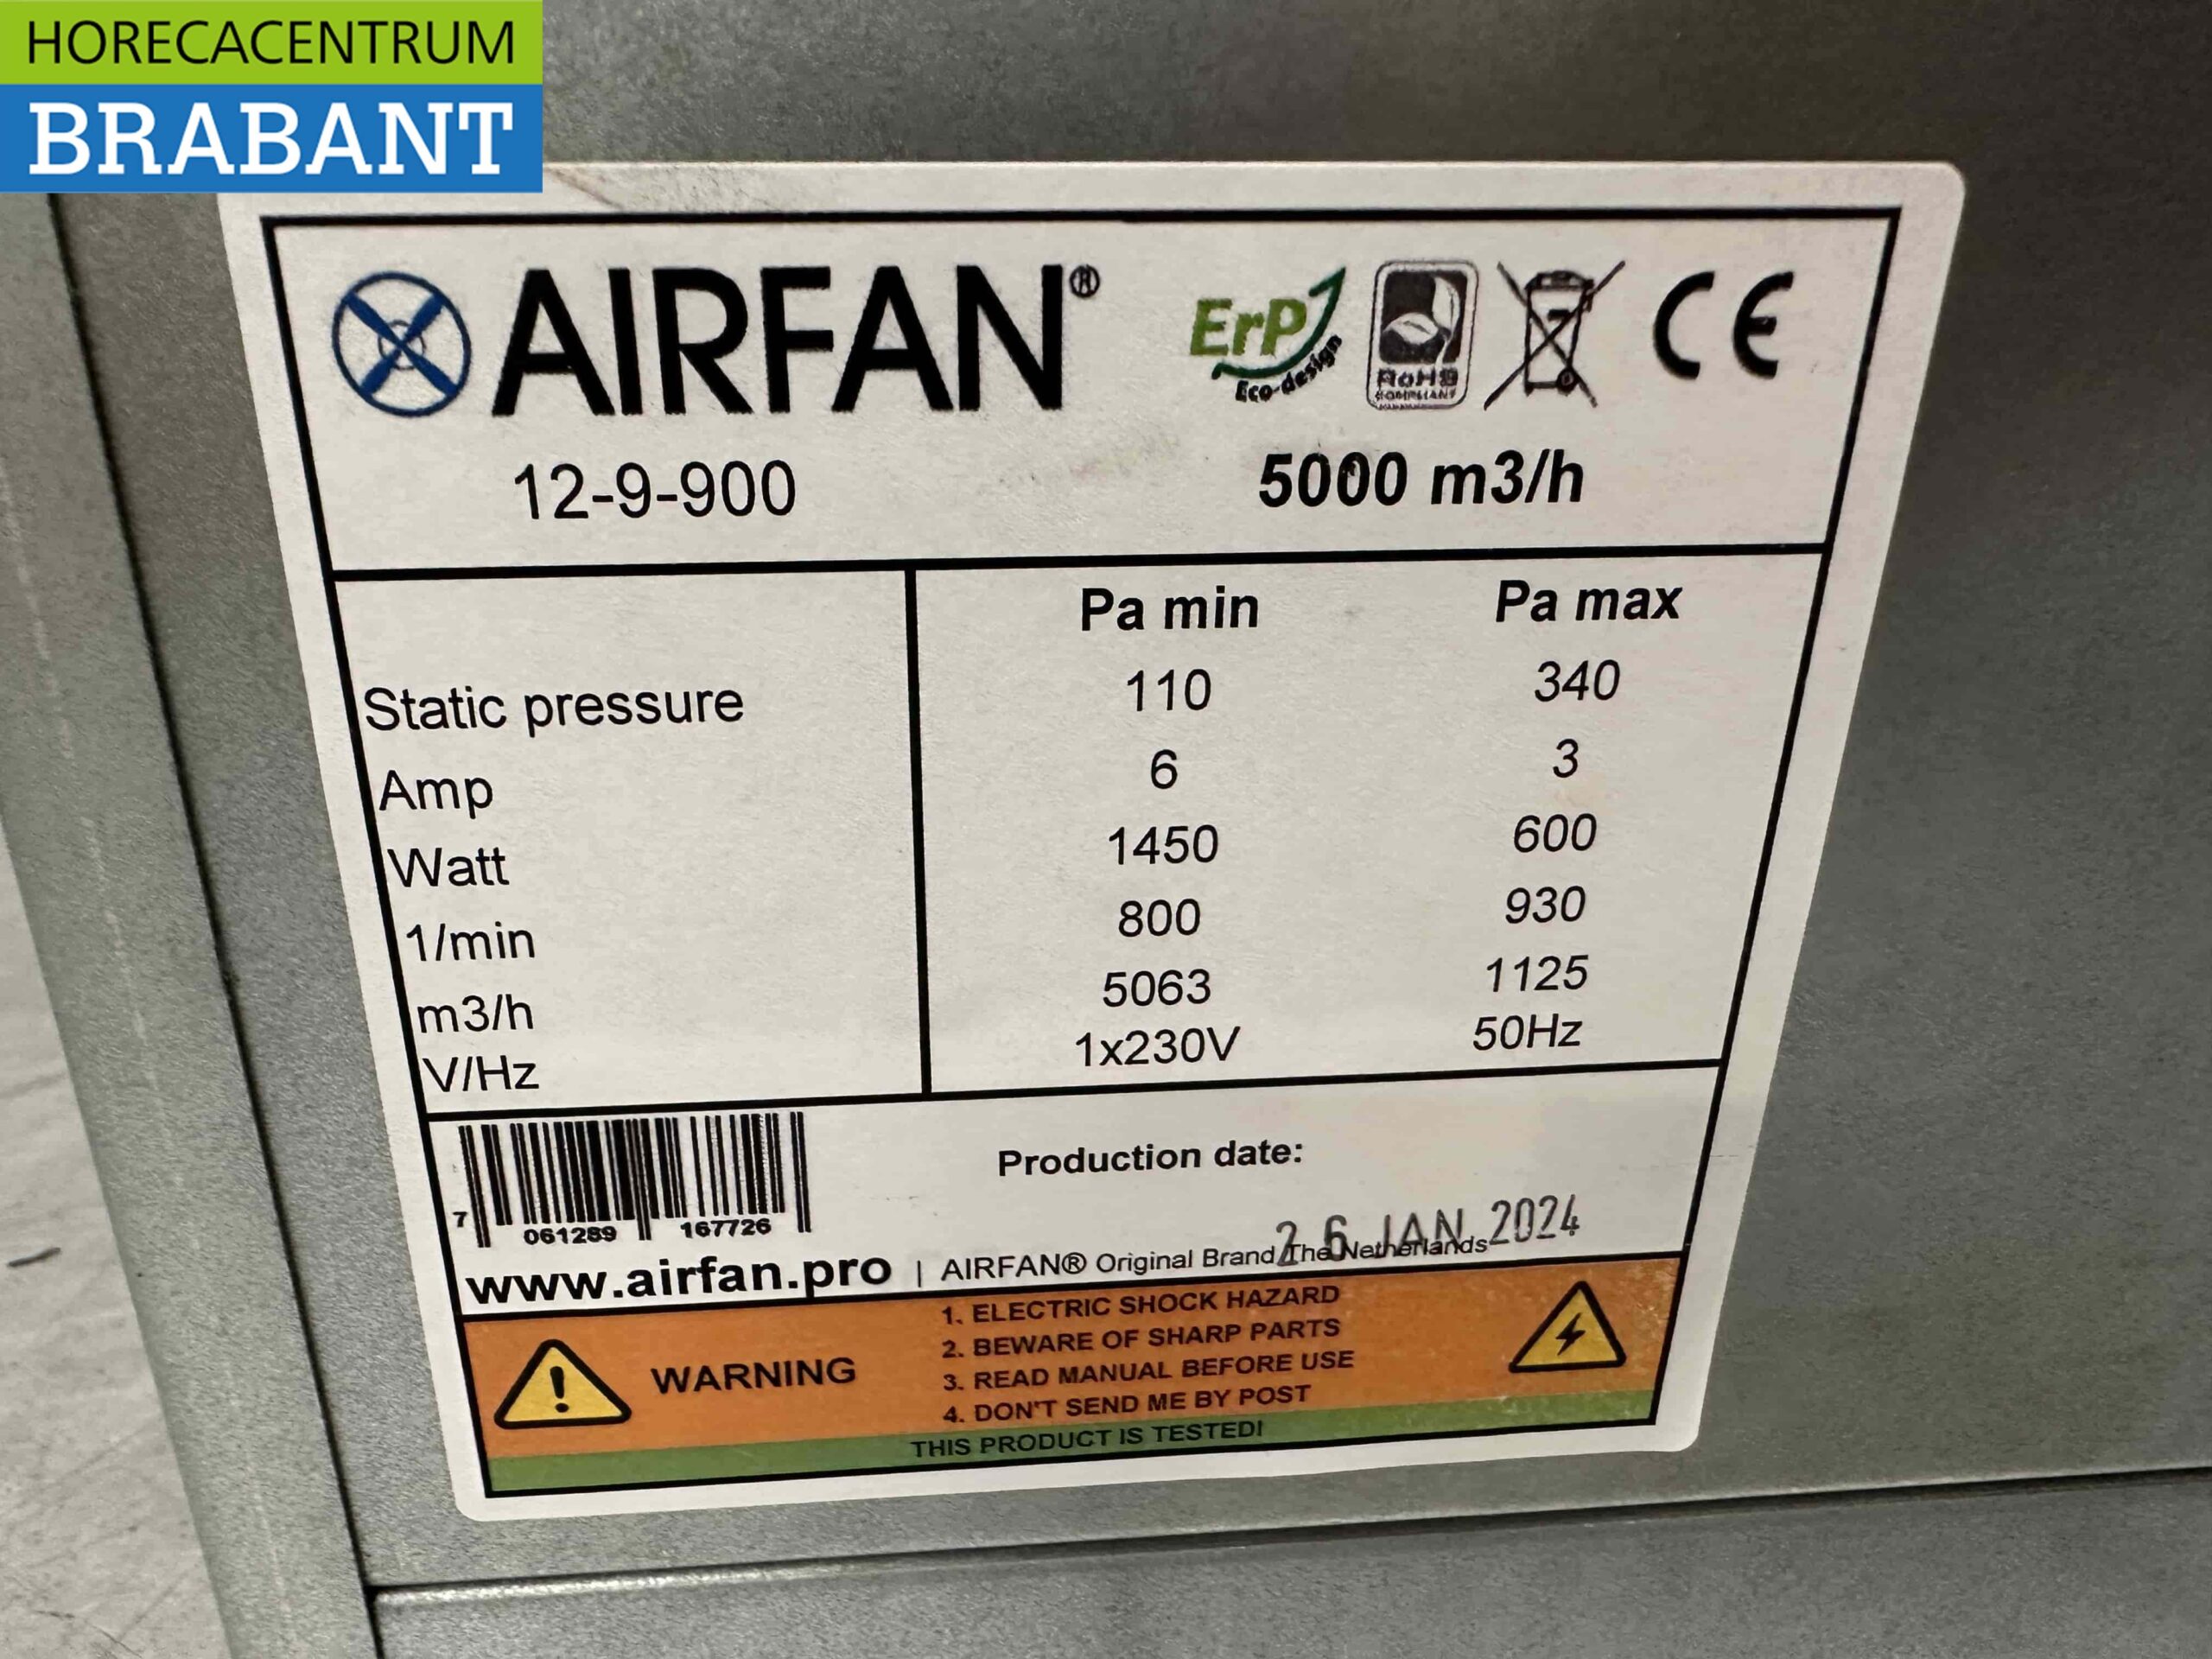 HORECACENTRUM
BRABANT
AIRFAN®
ErP
Eco-design
RoHS
COMPLIANT
CE
12-9-900
5000 m3/h
Pa min Pa max
Static pressure 110 340
Amp 6 3
Watt 1450 600
1/min 800 930
m3/h 5063 1125
V/Hz 1x230V 50Hz
7 061289 167726
Production date:
26 JAN 2024
www.airfan.pro | AIRFAN® Original Brand The Netherlands
WARNING
1. ELECTRIC SHOCK HAZARD
2. BEWARE OF SHARP PARTS
3. READ MANUAL BEFORE USE
4. DON'T SEND ME BY POST
THIS PRODUCT IS TESTED!